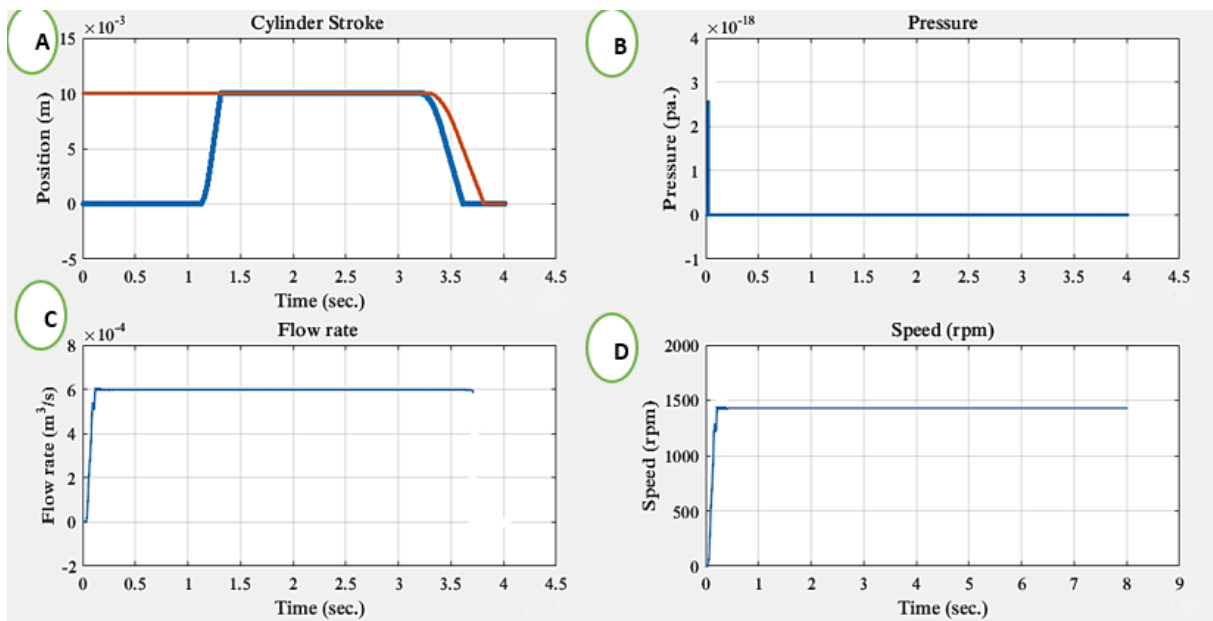 A
Cylinder Stroke
×10⁻³
15
10
5
0
-5
Position (m)
0 0.5 1 1.5 2 2.5 3 3.5 4 4.5
Time (sec.)
B
Pressure
×10⁻¹⁸
4
3
2
1
0
-1
Pressure (pa.)
0 0.5 1 1.5 2 2.5 3 3.5 4 4.5
C
Flow rate
×10⁻⁴
8
6
4
2
0
-2
Flow rate (m³/s)
0 0.5 1 1.5 2 2.5 3 3.5 4 4.5
Time (sec.)
D
Speed (rpm)
2000
1500
1000
500
0
Speed (rpm)
0 1 2 3 4 5 6 7 8 9
Time (sec.)